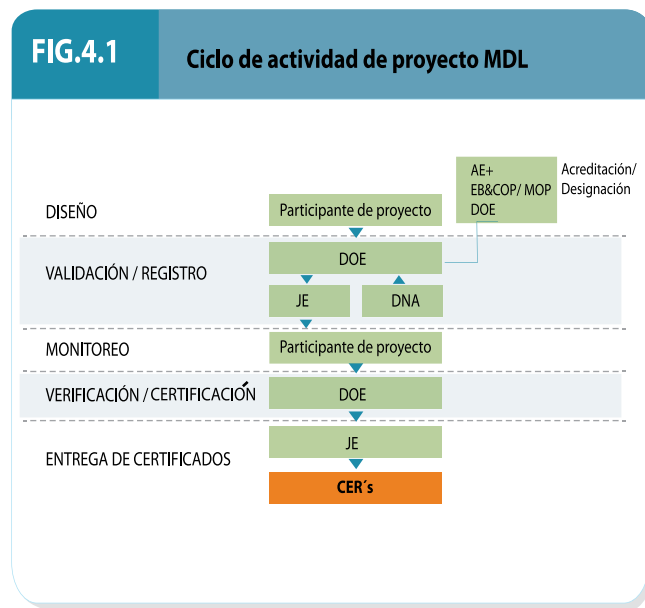 FIG.4.1
Ciclo de actividad de proyecto MDL
AE+
EB&COP/ MOP
DOE
Acreditación/
Designación
DISEÑO
Participante de proyecto
VALIDACIÓN / REGISTRO
DOE
JE
DNA
MONITOREO
Participante de proyecto
VERIFICACIÓN / CERTIFICACIÓN
DOE
ENTREGA DE CERTIFICADOS
JE
CER´s